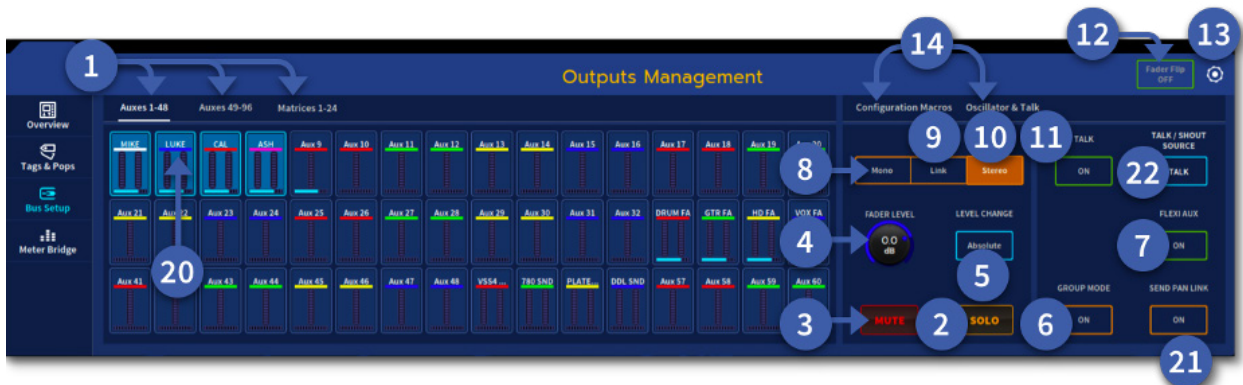 12
13
14
1
Outputs Management
Fader Flip
OFF
Overview
Tags & Pops
Bus Setup
Meter Bridge
Auxes 1-48
Auxes 49-96
Matrices 1-24
MIKE
LUKE
CAL
ASH
Aux 9
Aux 10
Aux 11
Aux 12
Aux 13
Aux 14
Aux 15
Aux 16
Aux 17
Aux 18
Aux 19
Aux 20
Aux 21
Aux 22
Aux 23
Aux 24
Aux 25
Aux 26
Aux 27
Aux 28
Aux 29
Aux 30
Aux 31
Aux 32
DRUM FA
GTR FA
HD FA
VOX FA
20
Aux 41
Aux 43
Aux 44
Aux 45
Aux 46
Aux 47
Aux 48
VSS4 ...
780 SND
PLATE...
DDL SND
Aux 57
Aux 58
Aux 59
Aux 60
Configuration Macros
Oscillator & Talk
8
9
10
11
Mono
Link
Stereo
TALK
ON
TALK / SHOUT
SOURCE
22
TALK
FADER LEVEL
4
0.0
dB
LEVEL CHANGE
Absolute
5
FLEXI AUX
7
ON
3
MUTE
2
SOLO
GROUP MODE
6
ON
SEND PAN LINK
ON
21